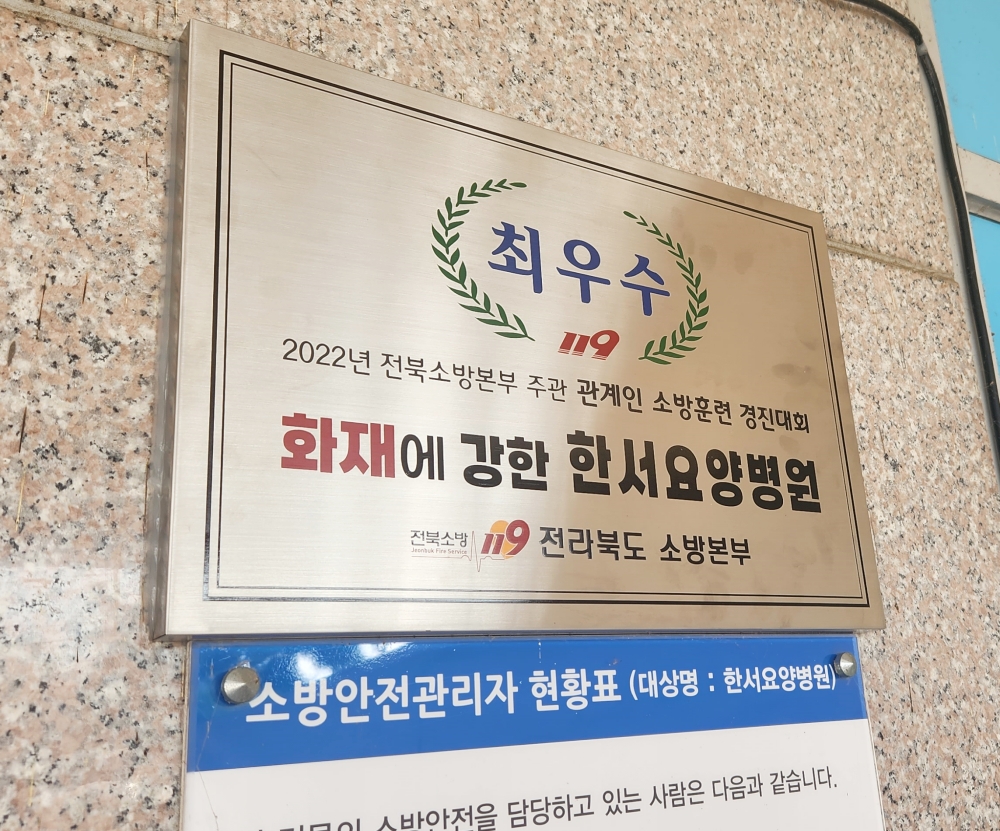 최우수
119
2022년 전북소방본부 주관 관계인 소방훈련 경진대회
화재에 강한 한서요양병원
전북소방 119 전라북도 소방본부
Jeonbuk Fire Service
소방안전관리자 현황표 (대상명 : 한서요양병원)
소방안전을 담당하고 있는 사람은 다음과 같습니다.